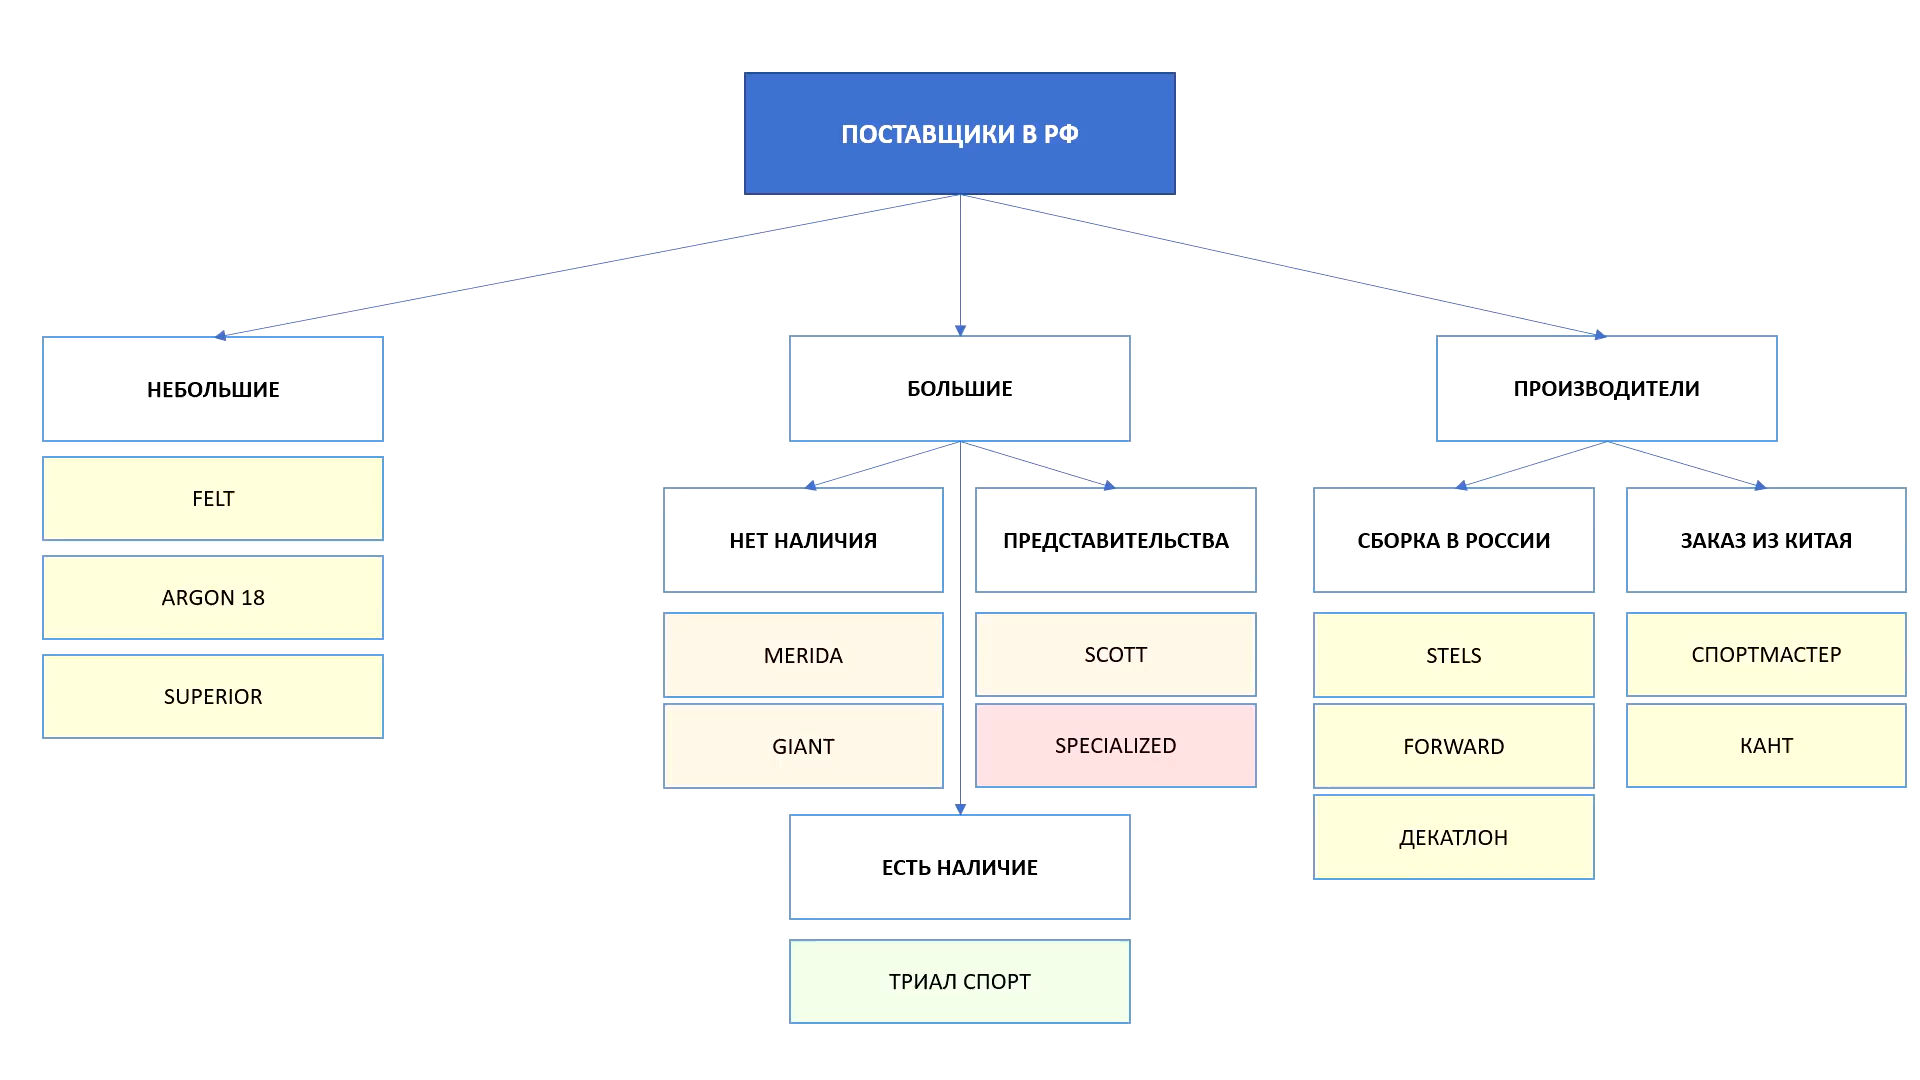 ПОСТАВЩИКИ В РФ
НЕБОЛЬШИЕ
FELT
ARGON 18
SUPERIOR
БОЛЬШИЕ
НЕТ НАЛИЧИЯ
MERIDA
GIANT
ПРЕДСТАВИТЕЛЬСТВА
SCOTT
SPECIALIZED
ЕСТЬ НАЛИЧИЕ
ТРИАЛ СПОРТ
ПРОИЗВОДИТЕЛИ
СБОРКА В РОССИИ
STELS
FORWARD
ДЕКАТЛОН
ЗАКАЗ ИЗ КИТАЯ
СПОРТМАСТЕР
КАНТ